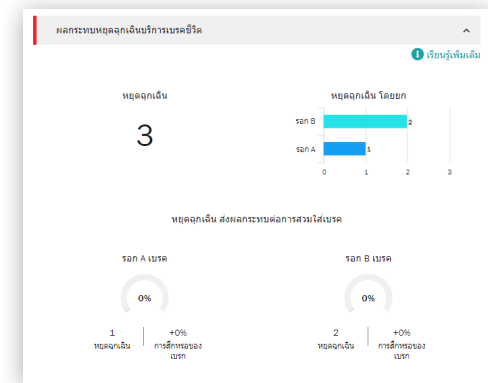 ผลกระทบหยุดฉุกเฉินบริการเบรคชีวิต
เรียนรู้เพิ่มเติม
หยุดฉุกเฉิน
3
หยุดฉุกเฉิน โดยยก
รอก B
2
รอก A
1
0 1 2 3
หยุดฉุกเฉิน ส่งผลกระทบต่อการสวมใส่เบรค
รอก A เบรค
0%
1
หยุดฉุกเฉิน
+0%
การสึกหรอของ
เบรก
รอก B เบรค
0%
2
หยุดฉุกเฉิน
+0%
การสึกหรอของ
เบรก